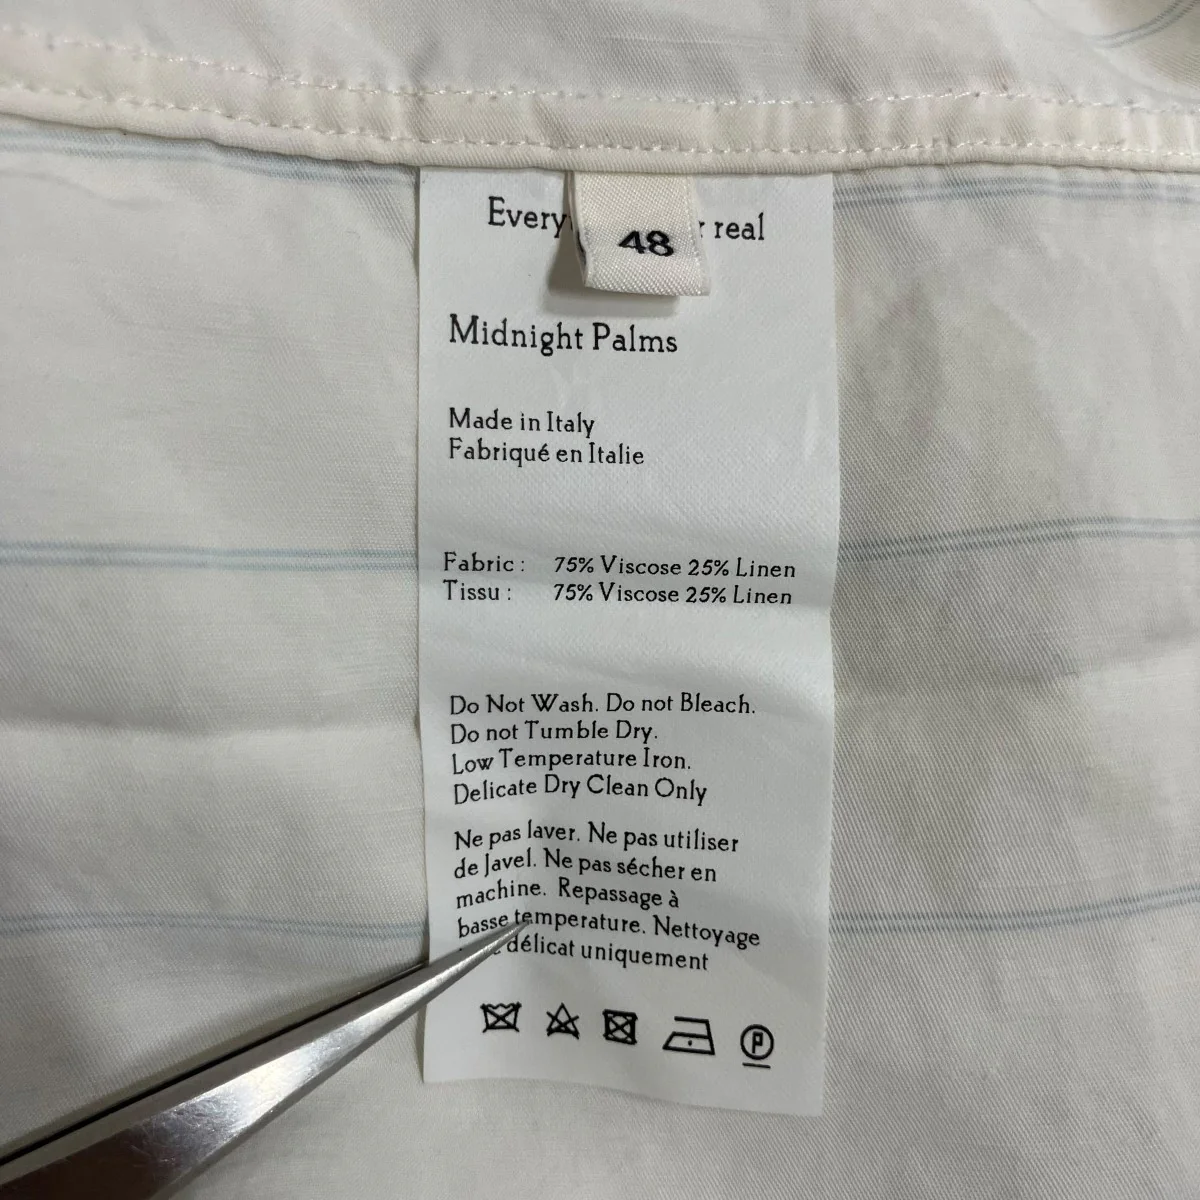 Every r real
48
Midnight Palms
Made in Italy
Fabriqué en Italie
Fabric : 75% Viscose 25% Linen
Tissu : 75% Viscose 25% Linen
Do Not Wash. Do not Bleach.
Do not Tumble Dry.
Low Temperature Iron.
Delicate Dry Clean Only
Ne pas laver. Ne pas utiliser
de Javel. Ne pas sécher en
machine. Repassage à
basse temperature. Nettoyage
délicat uniquement
P